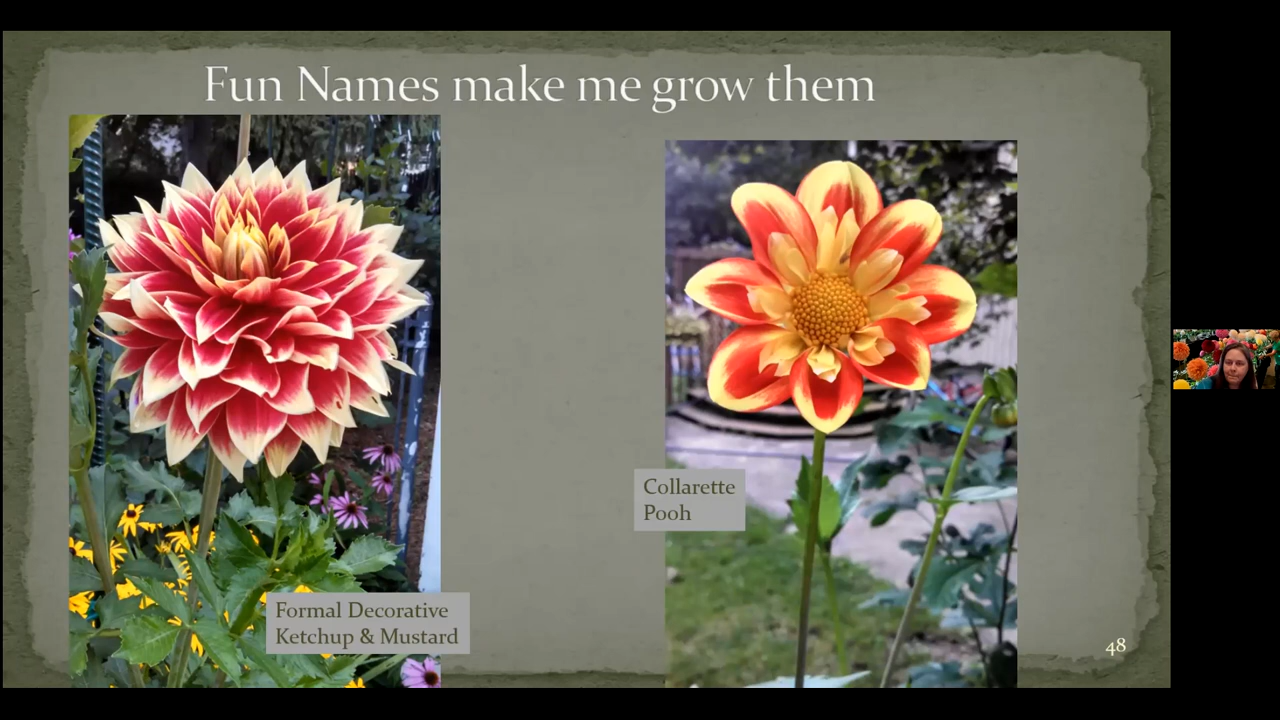 Fun Names make me grow them
Collarette
Pooh
Formal Decorative
Ketchup & Mustard
48